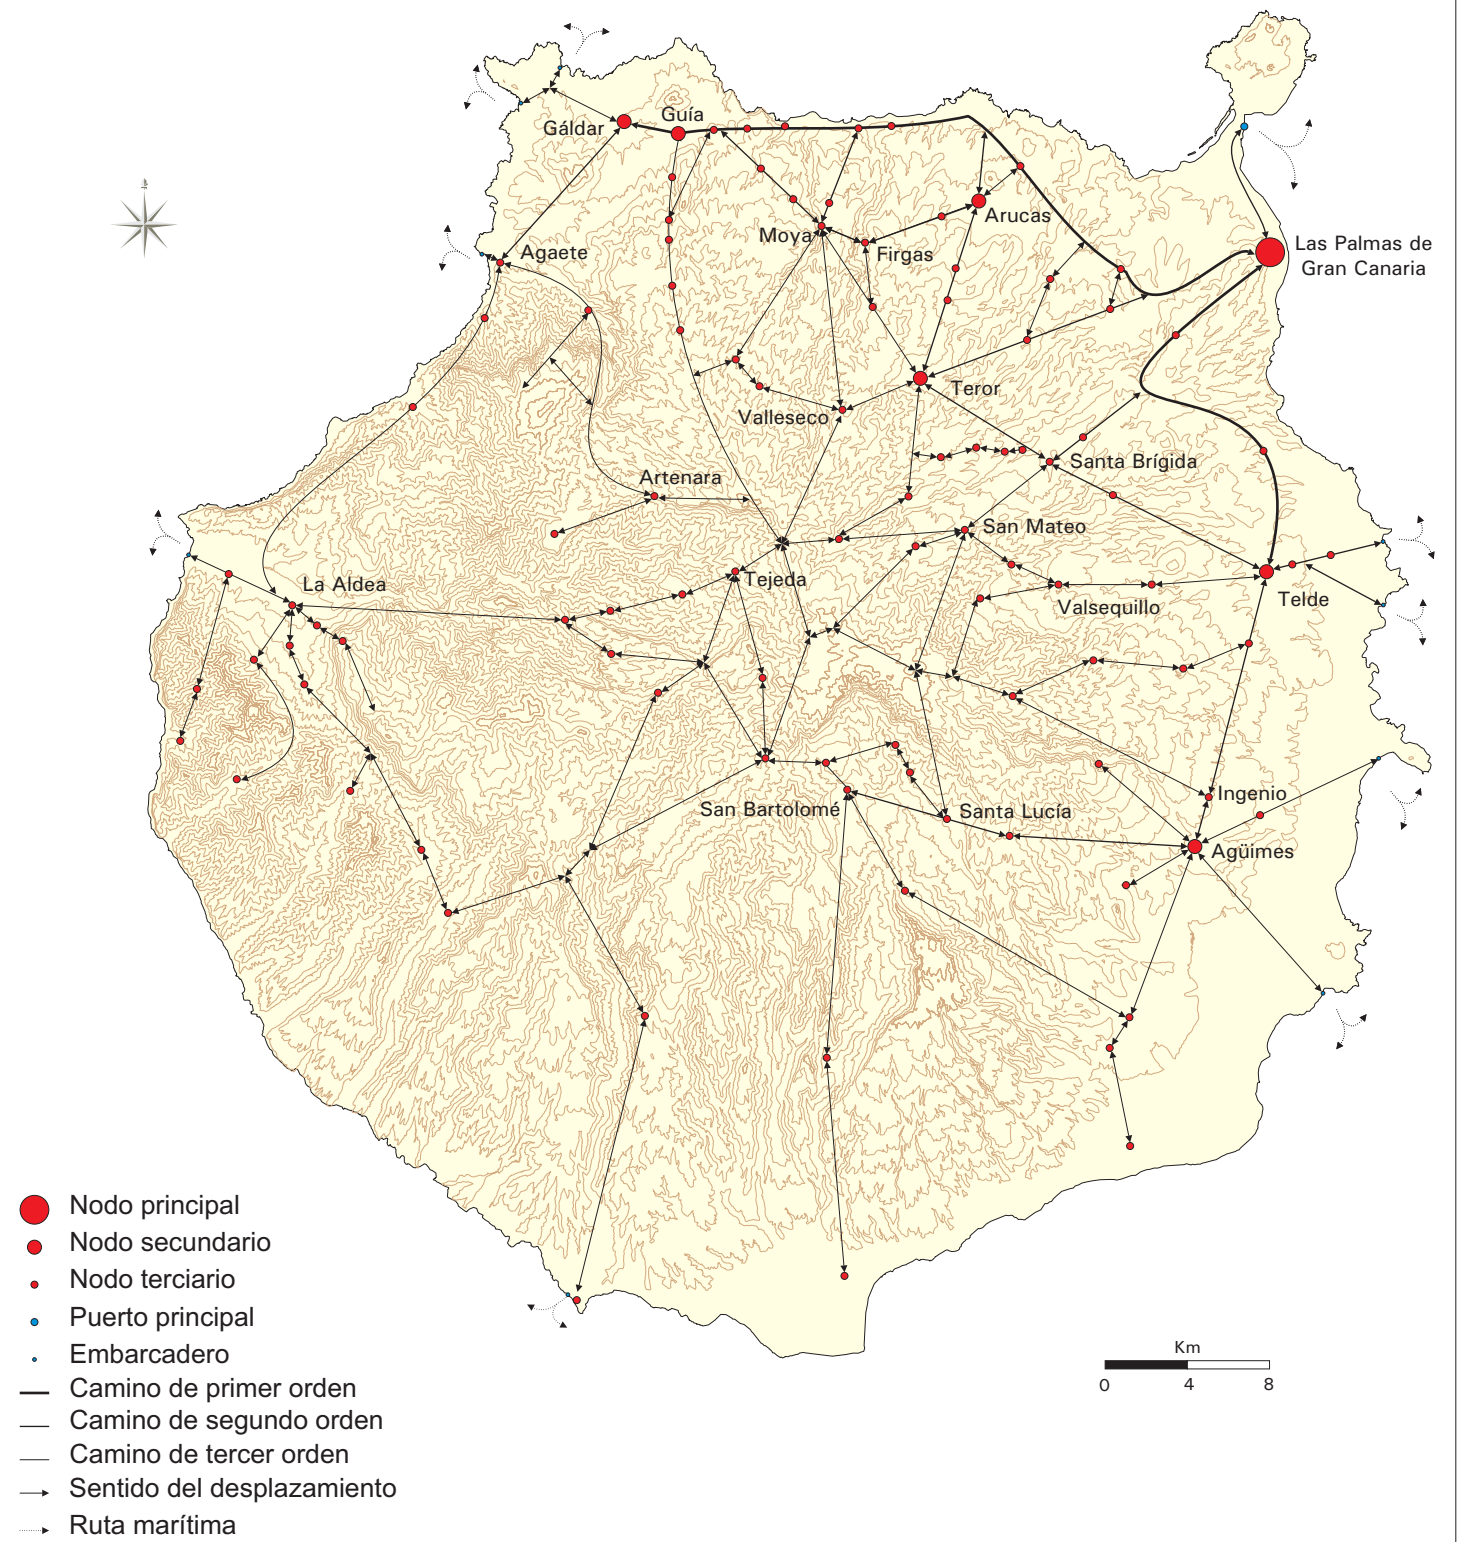 Guía
Gáldar
Arucas
Moya
Firgas
Las Palmas de
Gran Canaria
Agaete
Teror
Valleseco
Santa Brígida
Artenara
San Mateo
Tejeda
La Aldea
Valsequillo
Telde
Ingenio
San Bartolomé
Santa Lucía
Agüimes
Nodo principal
Nodo secundario
Nodo terciario
Puerto principal
Embarcadero
Camino de primer orden
Camino de segundo orden
Camino de tercer orden
Sentido del desplazamiento
Ruta marítima
Km
0 4 8